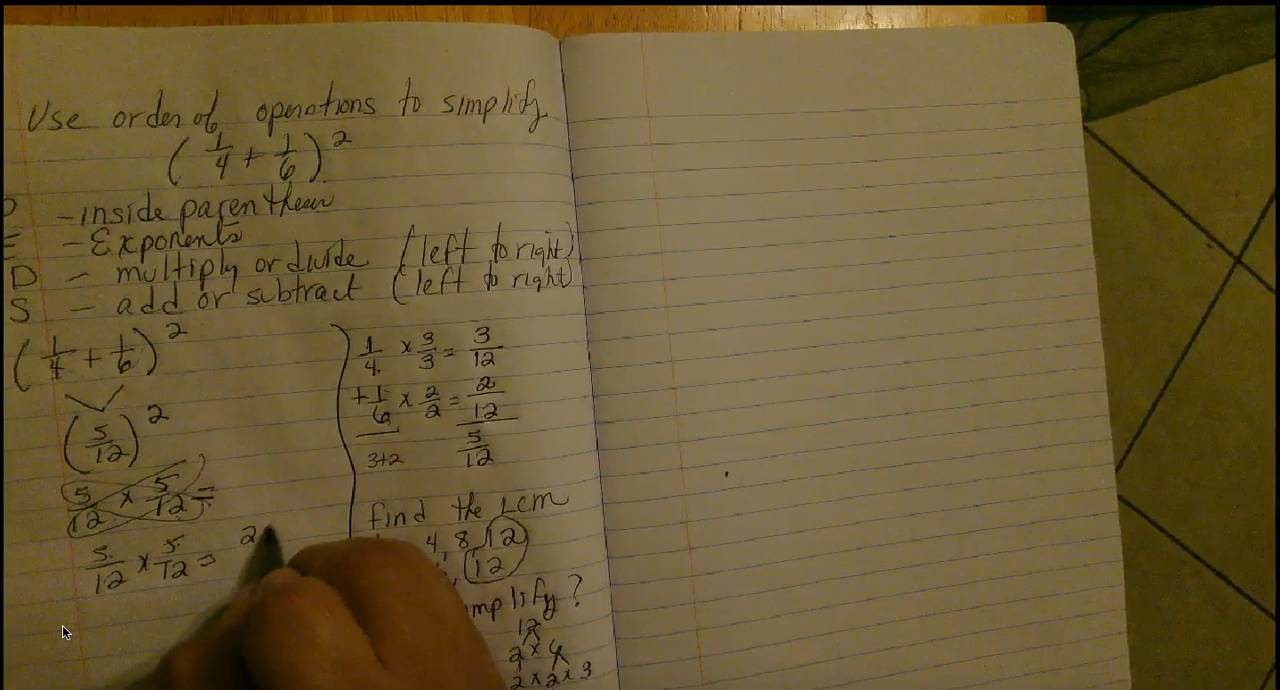 Use order of operations to simplify
( 1/4 + 1/6 )^2
- inside parenthesis
E - Exponents
D - multiply or divide (left to right)
S - add or subtract (left to right)
( 1/4 + 1/6 )^2
( 5/12 )^2
5/12 × 5/12 =
5/12 × 5/12 = 2
1/4 × 3/3 = 3/12
+ 1/6 × 2/2 = 2/12
3+2 5/12
find the LCM
4, 8, 12
12
mplify?
12
2 × 6
2 × 2 × 3